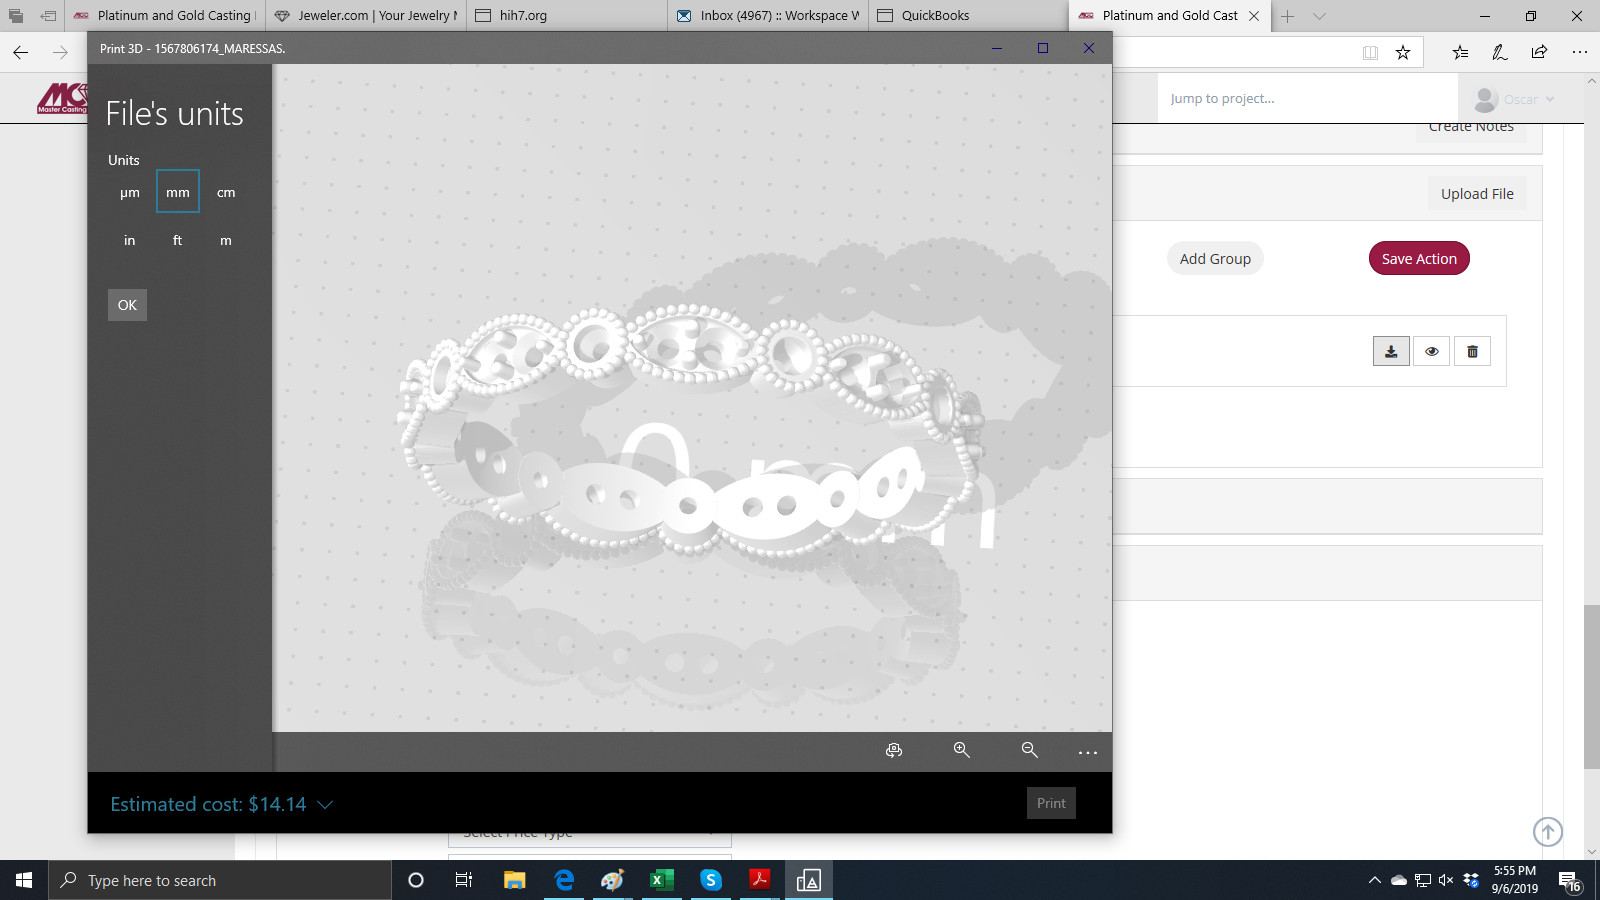 Platinum and Gold Casting
Jeweler.com | Your Jewelry
hih7.org
Inbox (4967) :: Workspace W
QuickBooks
Platinum and Gold Cast
Print 3D - 1567806174_MARESSAS.
MC
Master Casting
Jump to project...
Oscar
File's units
Units
µm mm cm
in ft m
OK
Create Notes
Upload File
Add Group
Save Action
Estimated cost: $14.14
Print
Select Price Type
Type here to search
5:55 PM
9/6/2019
16